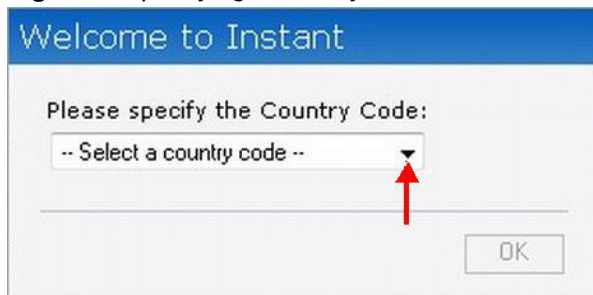 Welcome to Instant
Please specify the Country Code:
-- Select a country code --
OK